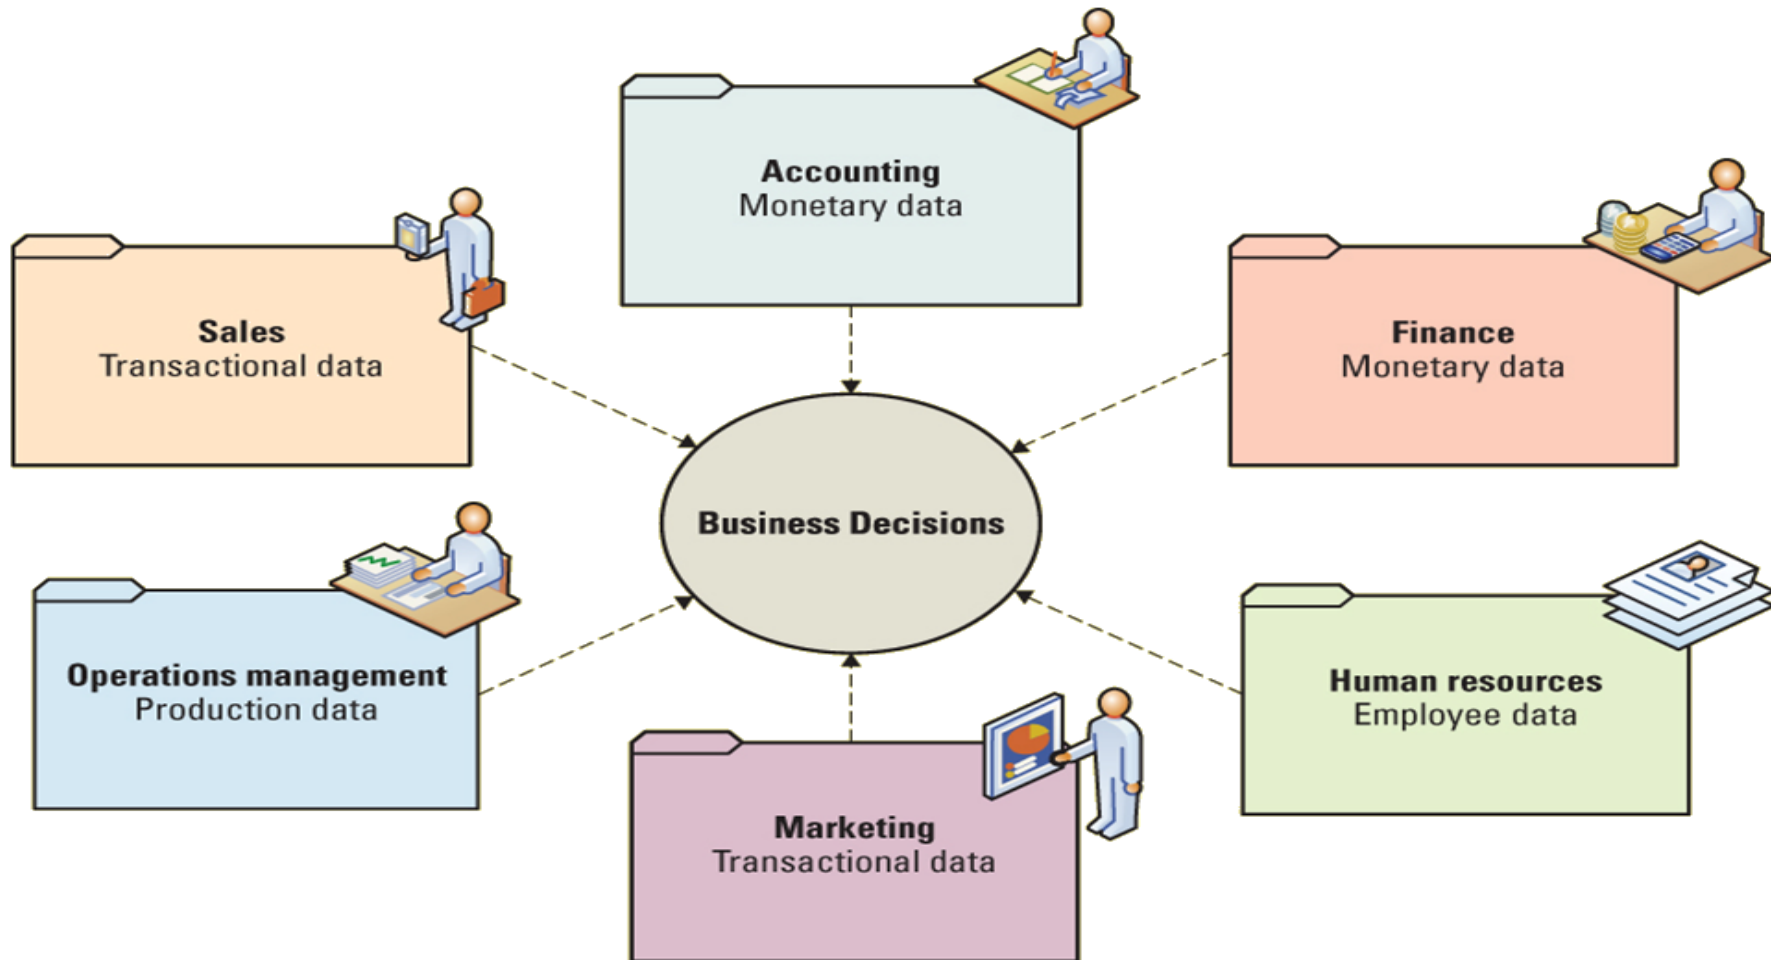 Accounting
Monetary data
Sales
Transactional data
Finance
Monetary data
Business Decisions
Operations management
Production data
Human resources
Employee data
Marketing
Transactional data